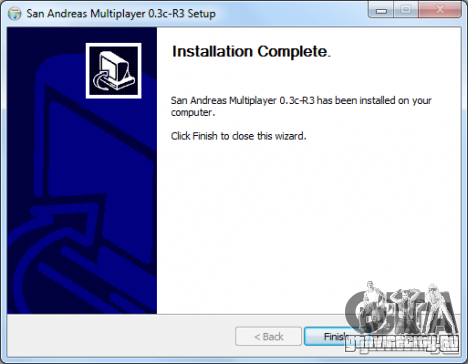 San Andreas Multiplayer 0.3c-R3 Setup
Installation Complete.
San Andreas Multiplayer 0.3c-R3 has been installed on your
computer.
Click Finish to close this wizard.
< Back
Finish